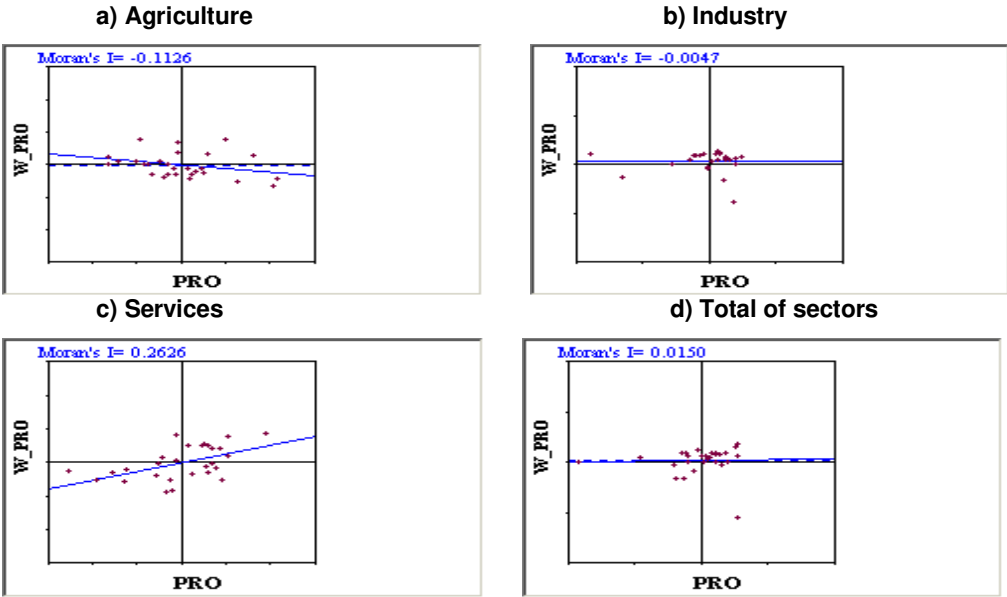 a) Agriculture
b) Industry
Moran's I= -0.1126
Moran's I= -0.0047
W_PRO
W_PRO
PRO
PRO
c) Services
d) Total of sectors
Moran's I= 0.2626
Moran's I= 0.0150
W_PRO
W_PRO
PRO
PRO